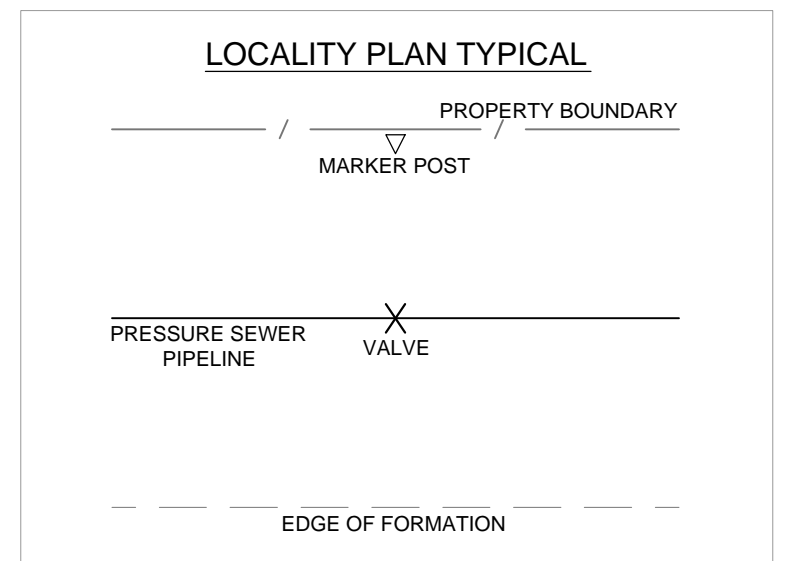 LOCALITY PLAN TYPICAL
PROPERTY BOUNDARY
MARKER POST
PRESSURE SEWER
PIPELINE
VALVE
EDGE OF FORMATION